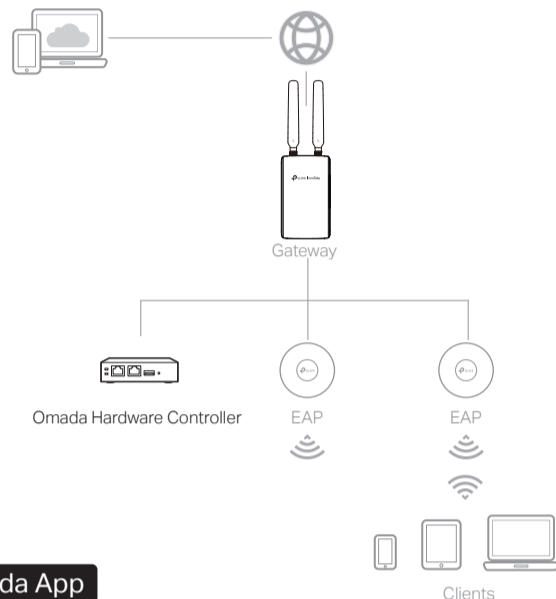 Gateway
Omada Hardware Controller
EAP
EAP
da App
Clients